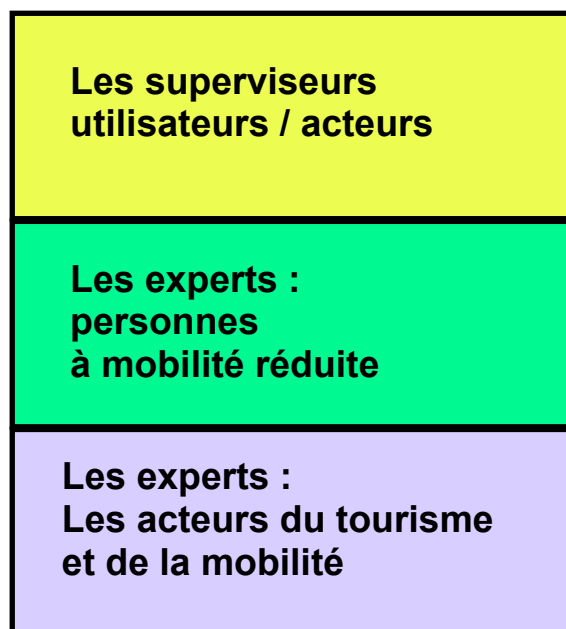 Les superviseurs
utilisateurs / acteurs
Les experts :
personnes
à mobilité réduite
Les experts :
Les acteurs du tourisme
et de la mobilité